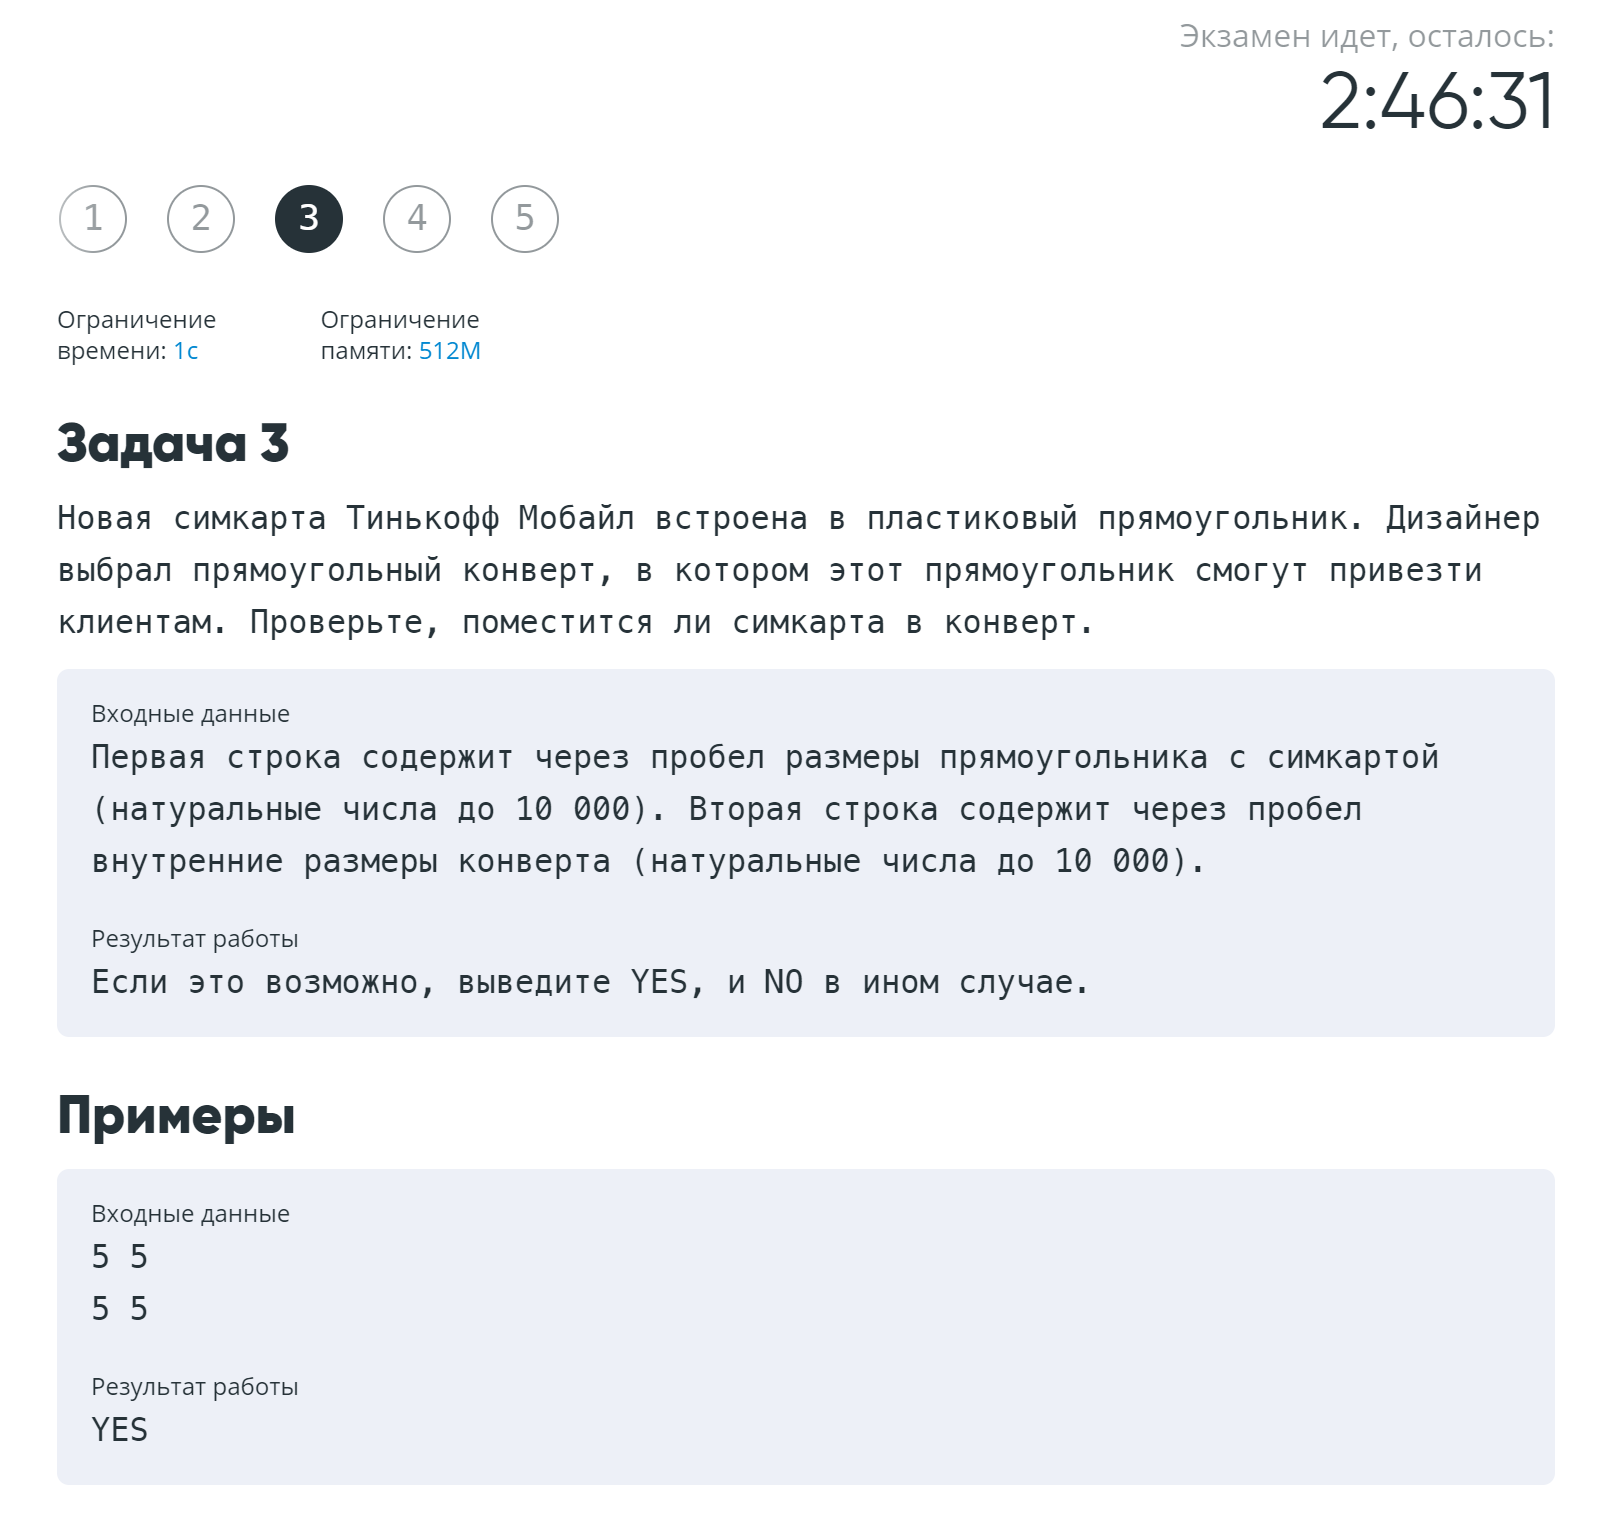 Экзамен идет, осталось:
2:46:31
1 2 3 4 5
Ограничение
времени: 1с
Ограничение
памяти: 512M
Задача 3
Новая симкарта Тинькофф Мобайл встроена в пластиковый прямоугольник. Дизайнер
выбрал прямоугольный конверт, в котором этот прямоугольник смогут привезти
клиентам. Проверьте, поместится ли симкарта в конверт.
Входные данные
Первая строка содержит через пробел размеры прямоугольника с симкартой
(натуральные числа до 10 000). Вторая строка содержит через пробел
внутренние размеры конверта (натуральные числа до 10 000).
Результат работы
Если это возможно, выведите YES, и NO в ином случае.
Примеры
Входные данные
5 5
5 5
Результат работы
YES